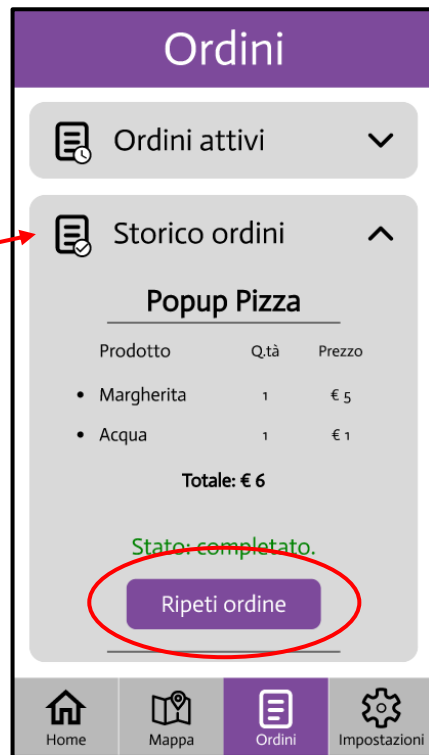 Ordini
Ordini attivi
Storico ordini
Popup Pizza
Prodotto Q.tà Prezzo
• Margherita 1 € 5
• Acqua 1 € 1
Totale: € 6
Stato: completato.
Ripeti ordine
Home Mappa Ordini Impostazioni